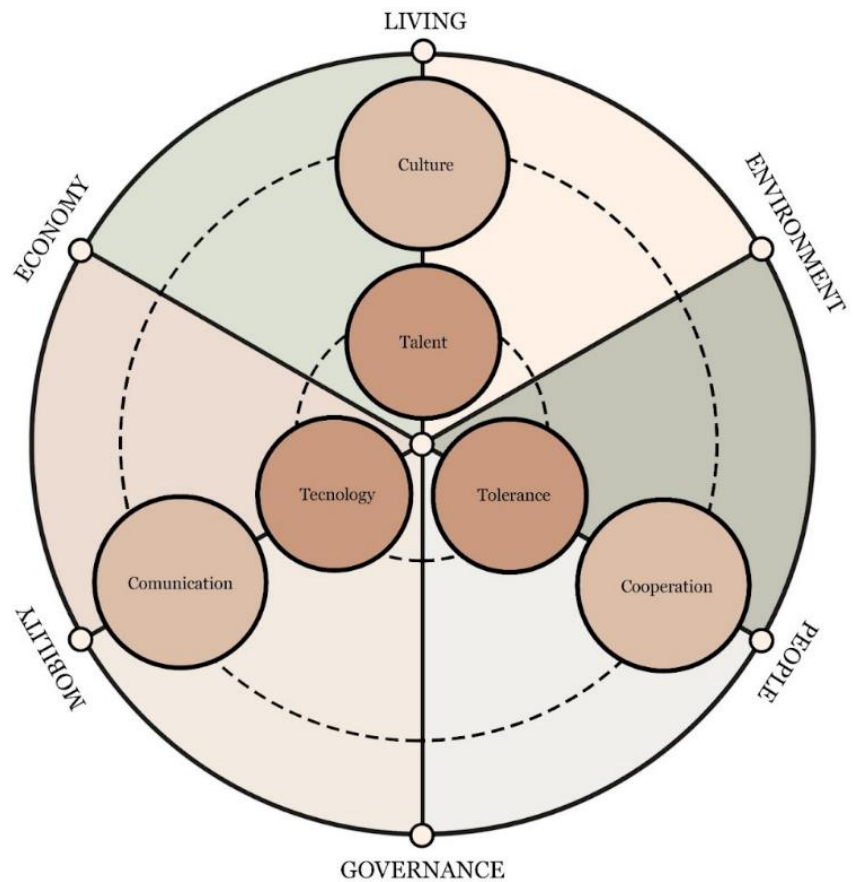 LIVING
Culture
ENVIRONMENT
ECONOMY
Talent
Tecnology
Tolerance
Comunication
Cooperation
MOBILITY
PEOPLE
GOVERNANCE